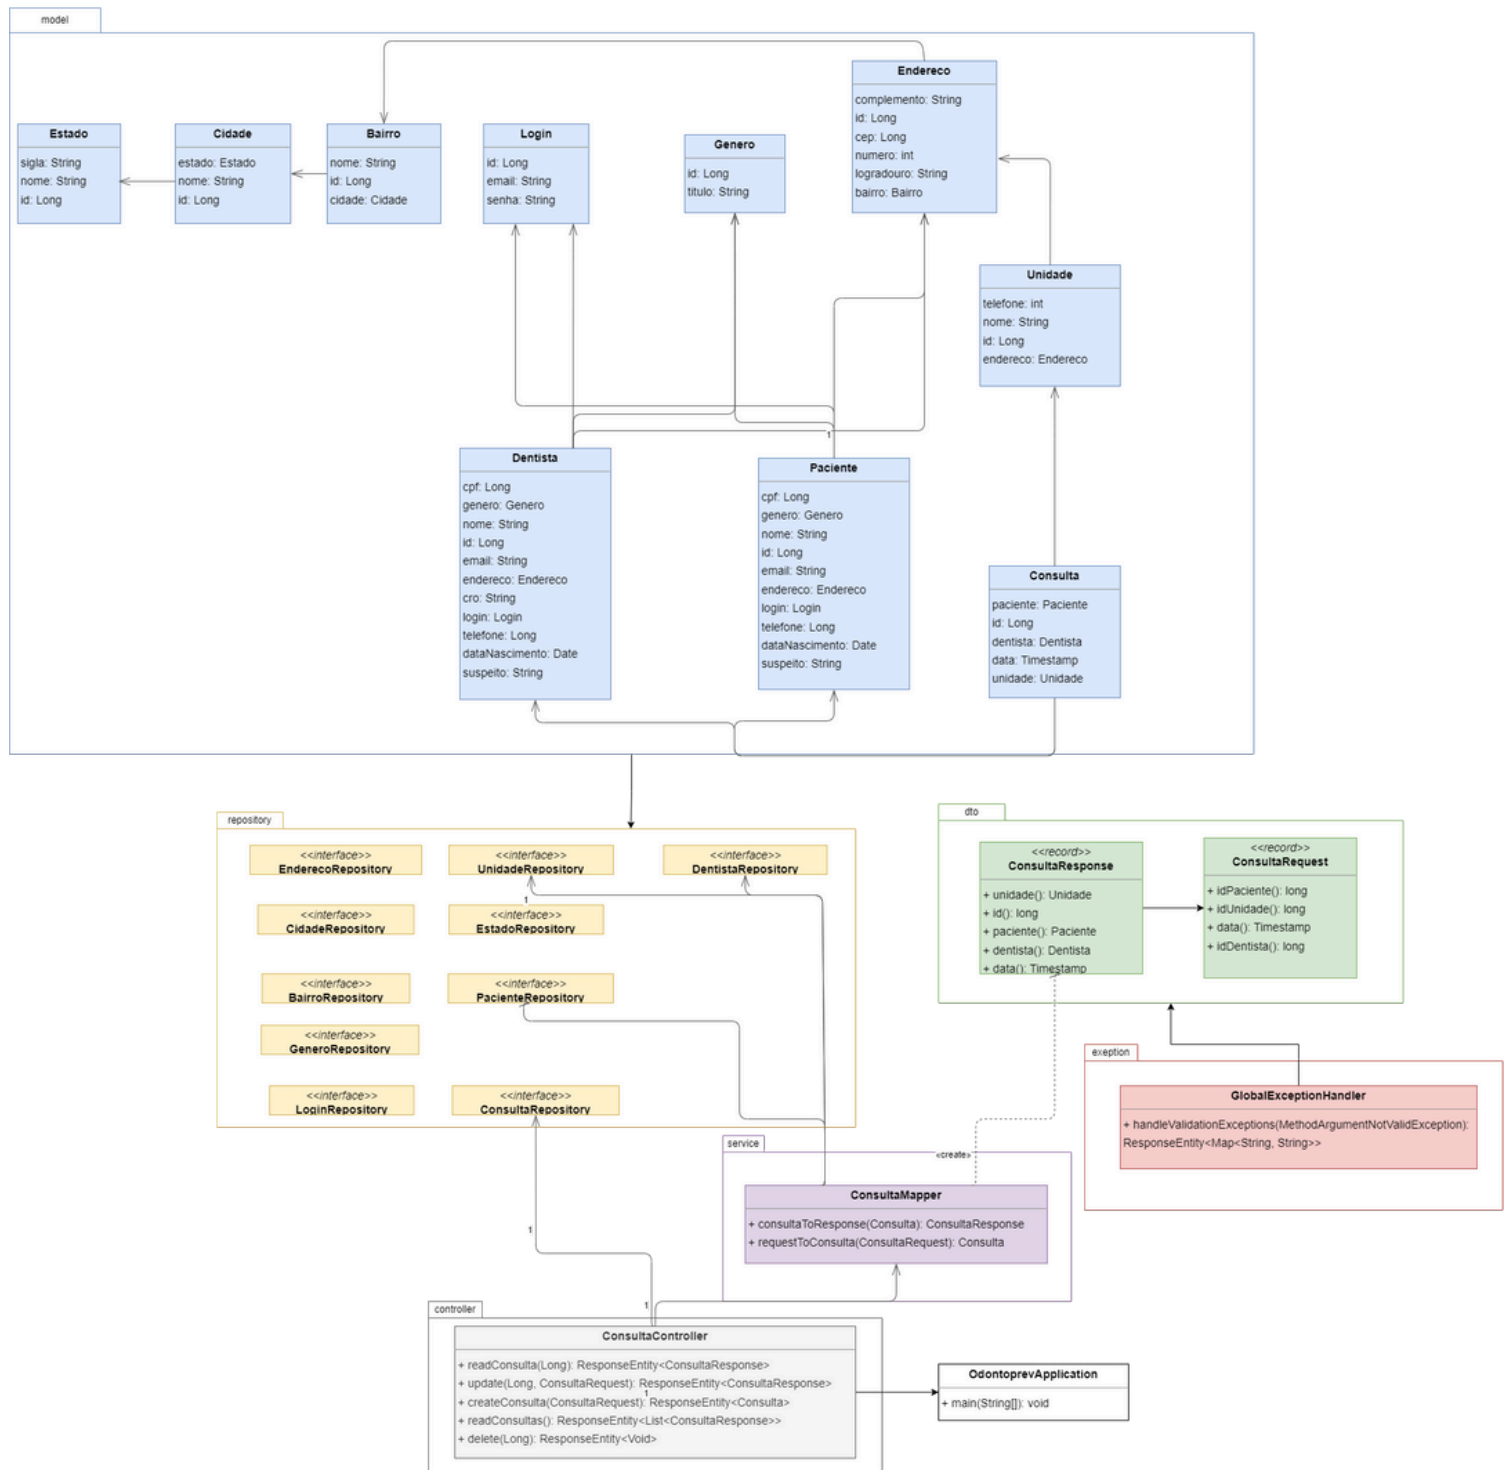 model
Endereco
complemento: String
id: Long
cep: Long
numero: int
logradouro: String
bairro: Bairro
Estado
sigla: String
nome: String
id: Long
Cidade
estado: Estado
nome: String
id: Long
Bairro
nome: String
id: Long
cidade: Cidade
Login
id: Long
email: String
senha: String
Genero
id: Long
titulo: String
Unidade
telefone: int
nome: String
id: Long
endereco: Endereco
1
Dentista
cpf: Long
genero: Genero
nome: String
id: Long
email: String
endereco: Endereco
cro: String
login: Login
telefone: Long
dataNascimento: Date
suspeito: String
Paciente
cpf: Long
genero: Genero
nome: String
id: Long
email: String
endereco: Endereco
login: Login
telefone: Long
dataNascimento: Date
suspeito: String
Consulta
paciente: Paciente
id: Long
dentista: Dentista
data: Timestamp
unidade: Unidade
repository
<<interface>>
EnderecoRepository
<<interface>>
UnidadeRepository
<<interface>>
DentistaRepository
1
<<interface>>
CidadeRepository
<<interface>>
EstadoRepository
<<interface>>
BairroRepository
<<interface>>
PacienteRepository
<<interface>>
GeneroRepository
<<interface>>
LoginRepository
<<interface>>
ConsultaRepository
dto
<<record>>
ConsultaResponse
+ unidade(): Unidade
+ id(): long
+ paciente(): Paciente
+ dentista(): Dentista
+ data(): Timestamp
<<record>>
ConsultaRequest
+ idPaciente(): long
+ idUnidade(): long
+ data(): Timestamp
+ idDentista(): long
exeption
GlobalExceptionHandler
+ handleValidationExceptions(MethodArgumentNotValidException):
ResponseEntity<Map<String, String>>
service
«create»
ConsultaMapper
+ consultaToResponse(Consulta): ConsultaResponse
+ requestToConsulta(ConsultaRequest): Consulta
1
1
controller
ConsultaController
+ readConsulta(Long): ResponseEntity<ConsultaResponse>
+ update(Long, ConsultaRequest): ResponseEntity<ConsultaResponse>
1
+ createConsulta(ConsultaRequest): ResponseEntity<Consulta>
+ readConsultas(): ResponseEntity<List<ConsultaResponse>>
+ delete(Long): ResponseEntity<Void>
OdontoprevApplication
+ main(String[]): void